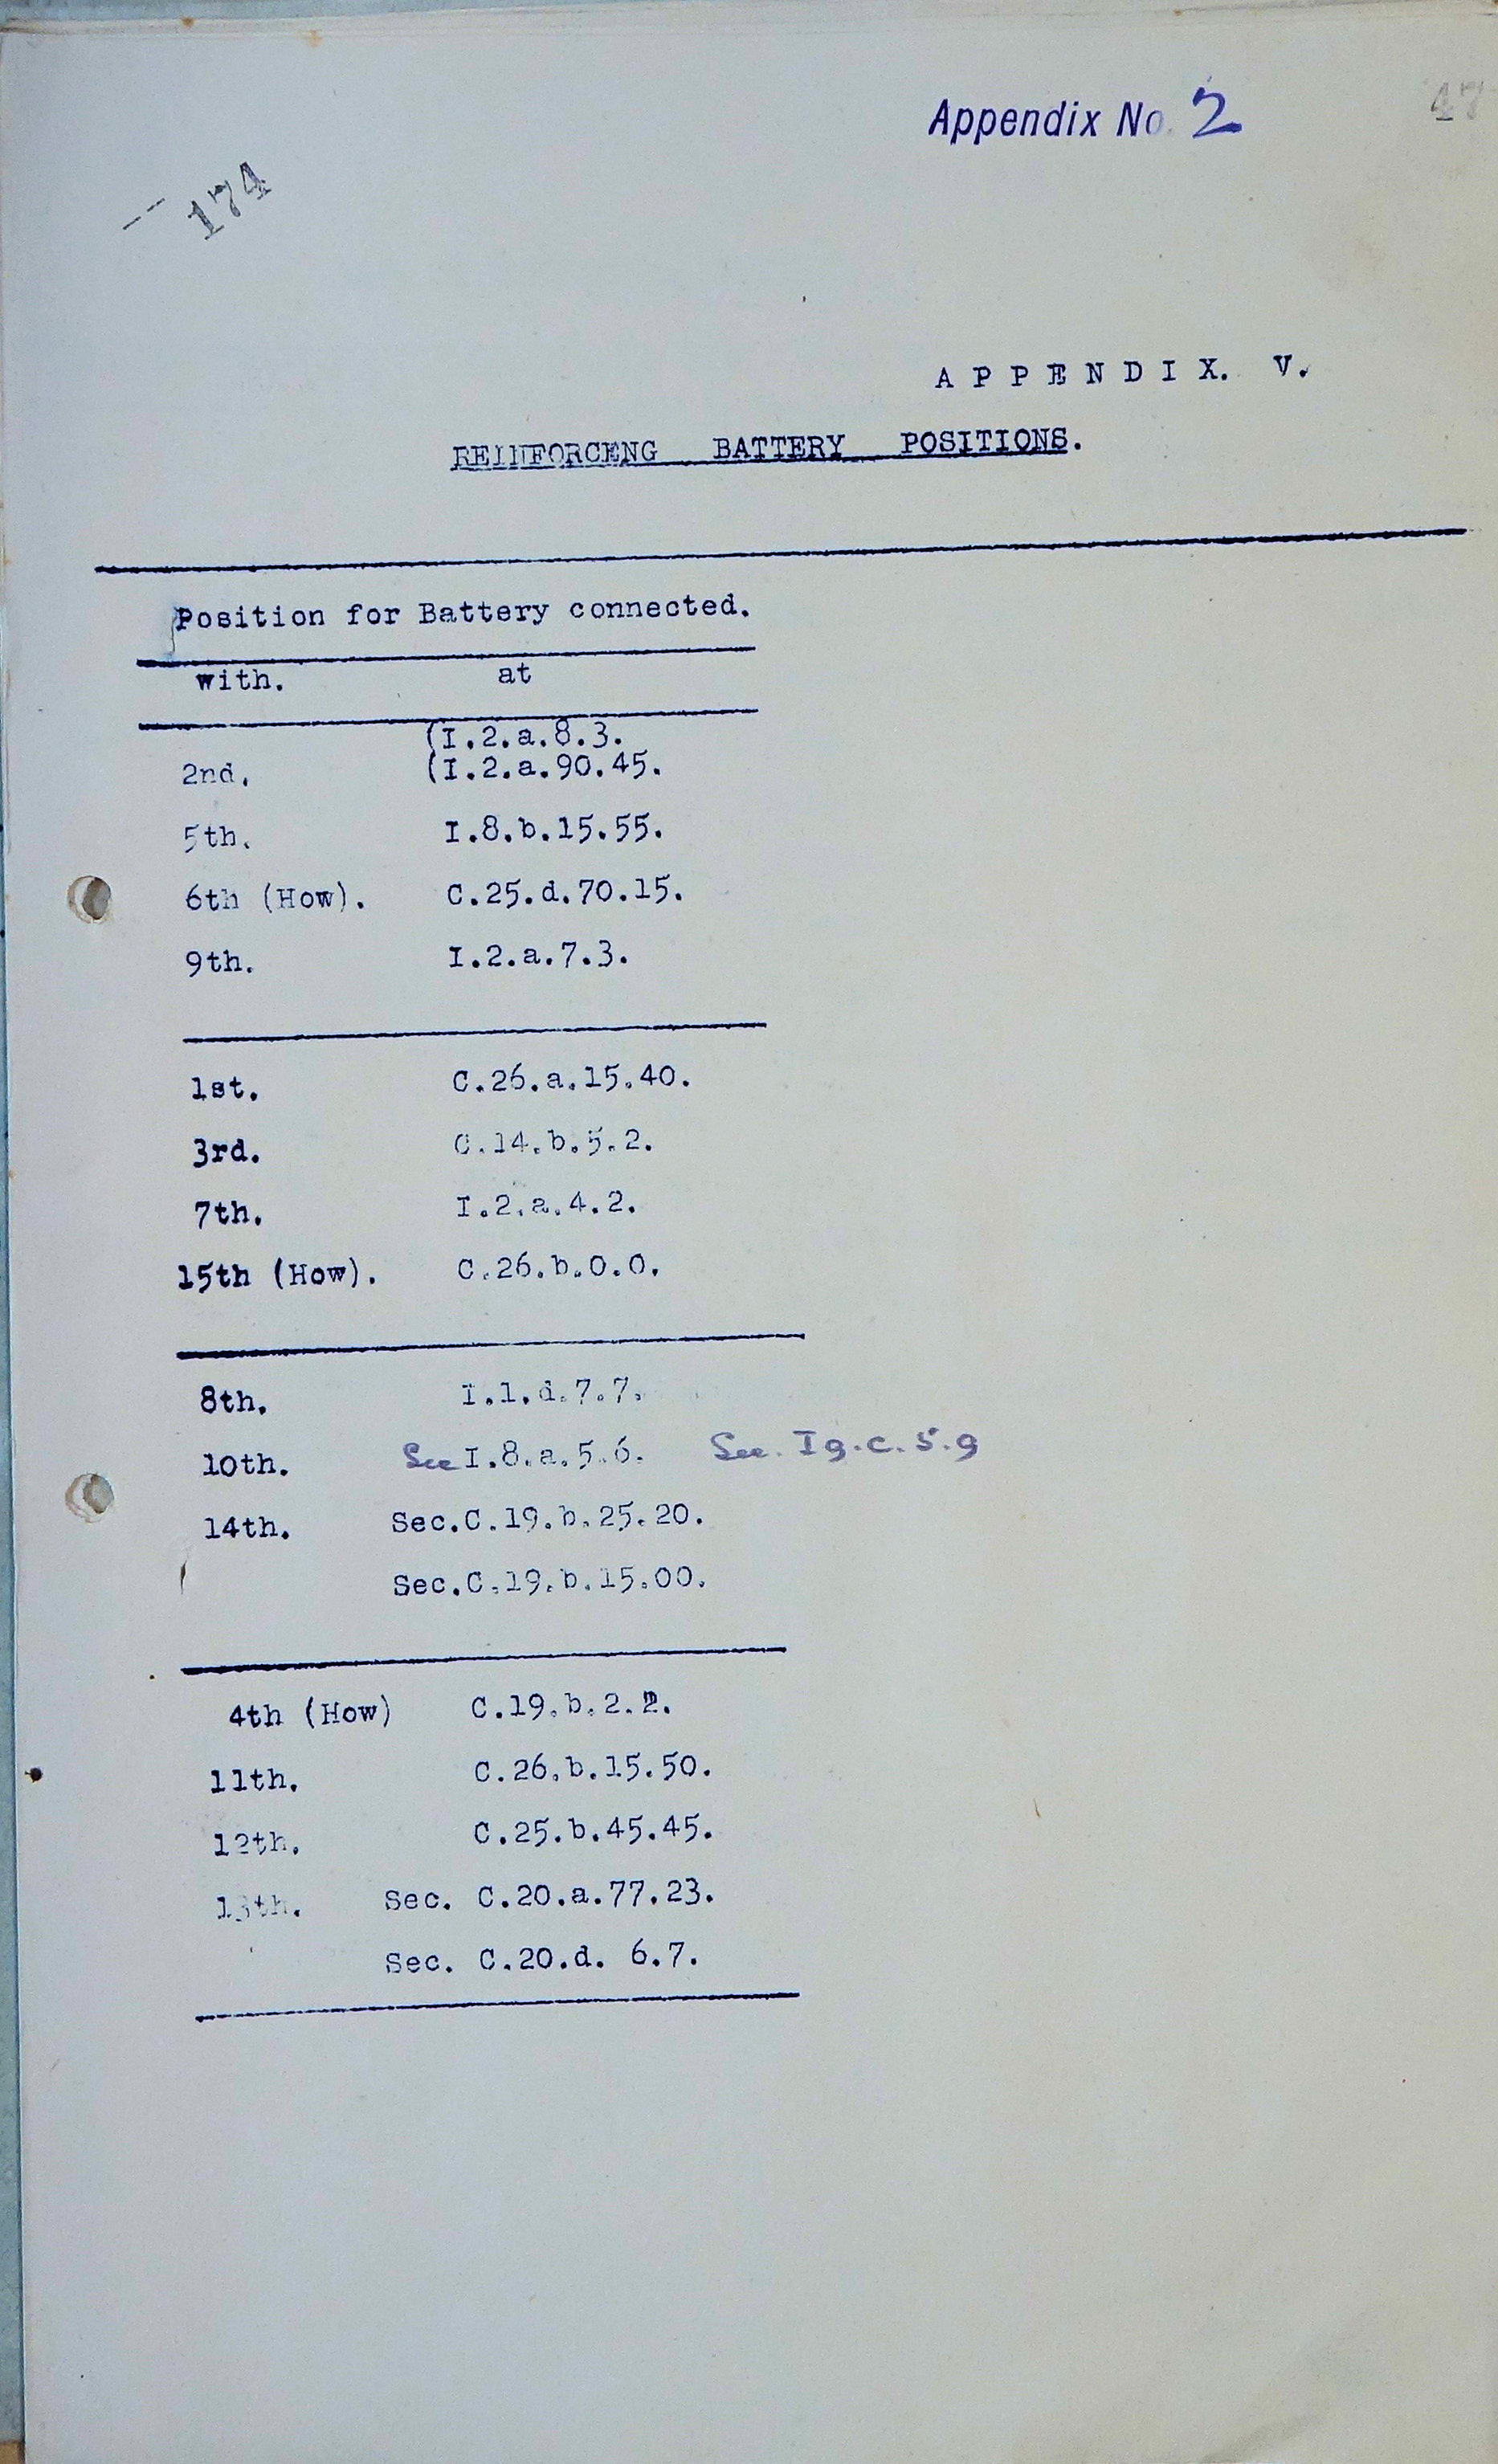 Appendix No. 2
47
174
APPENDIX. V.
REINFORCENG BATTERY POSITIONS.
Position for Battery connected.
with. at
(I.2.a.8.3.
2nd. (I.2.a.90.45.
5th. I.8.b.15.55.
6th (How). C.25.d.70.15.
9th. I.2.a.7.3.
1st. C.26.a.15.40.
3rd. C.14.b.5.2.
7th. I.2.a.4.2.
15th (How). C.26.b.0.0.
8th. I.1.d.7.7.
10th. Sec I.8.a.5.6. Sec. I9.c.5.9
14th. Sec.C.19.b.25.20.
Sec.C.19.b.15.00.
4th (How) C.19.b.2.2.
11th. C.26.b.15.50.
12th. C.25.b.45.45.
13th. Sec. C.20.a.77.23.
Sec. C.20.d. 6.7.